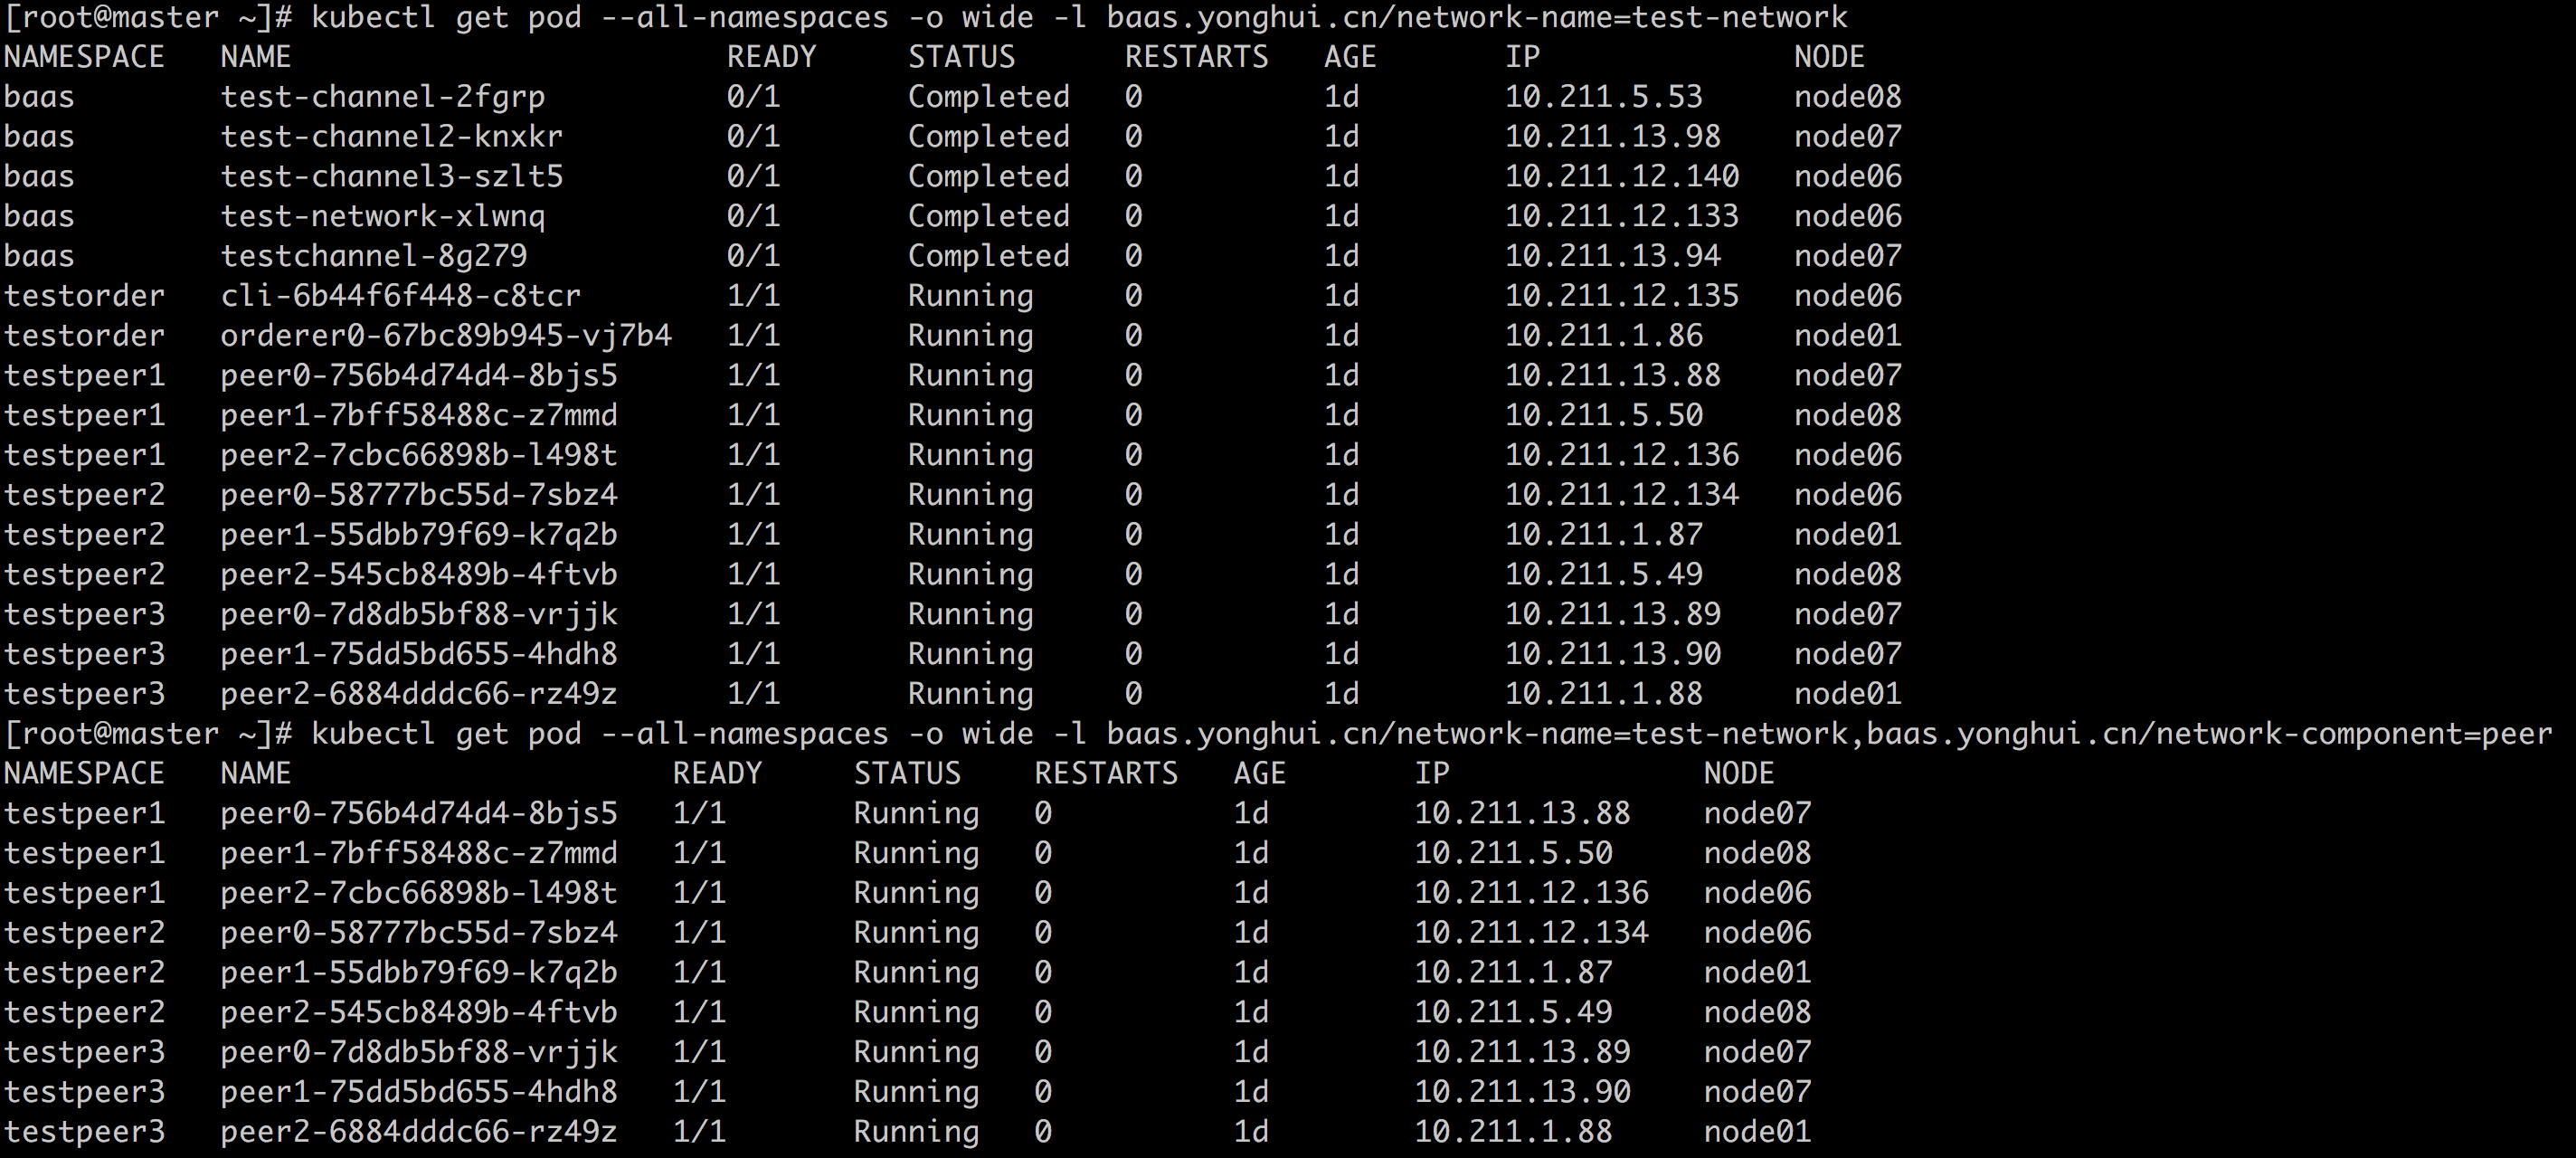 [root@master ~]# kubectl get pod --all-namespaces -o wide -l baas.yonghui.cn/network-name=test-network
NAMESPACE   NAME                        READY     STATUS      RESTARTS   AGE       IP              NODE
baas        test-channel-2fgrp          0/1       Completed   0          1d        10.211.5.53     node08
baas        test-channel2-knxkr         0/1       Completed   0          1d        10.211.13.98    node07
baas        test-channel3-szlt5         0/1       Completed   0          1d        10.211.12.140   node06
baas        test-network-xlwnq          0/1       Completed   0          1d        10.211.12.133   node06
baas        testchannel-8g279           0/1       Completed   0          1d        10.211.13.94    node07
testorder   cli-6b44f6f448-c8tcr        1/1       Running     0          1d        10.211.12.135   node06
testorder   orderer0-67bc89b945-vj7b4   1/1       Running     0          1d        10.211.1.86     node01
testpeer1   peer0-756b4d74d4-8bjs5      1/1       Running     0          1d        10.211.13.88    node07
testpeer1   peer1-7bff58488c-z7mmd      1/1       Running     0          1d        10.211.5.50     node08
testpeer1   peer2-7cbc66898b-l498t      1/1       Running     0          1d        10.211.12.136   node06
testpeer2   peer0-58777bc55d-7sbz4      1/1       Running     0          1d        10.211.12.134   node06
testpeer2   peer1-55dbb79f69-k7q2b      1/1       Running     0          1d        10.211.1.87     node01
testpeer2   peer2-545cb8489b-4ftvb      1/1       Running     0          1d        10.211.5.49     node08
testpeer3   peer0-7d8db5bf88-vrjjk      1/1       Running     0          1d        10.211.13.89    node07
testpeer3   peer1-75dd5bd655-4hdh8      1/1       Running     0          1d        10.211.13.90    node07
testpeer3   peer2-6884dddc66-rz49z      1/1       Running     0          1d        10.211.1.88     node01
[root@master ~]# kubectl get pod --all-namespaces -o wide -l baas.yonghui.cn/network-name=test-network,baas.yonghui.cn/network-component=peer
NAMESPACE   NAME                     READY     STATUS    RESTARTS   AGE       IP              NODE
testpeer1   peer0-756b4d74d4-8bjs5   1/1       Running   0          1d        10.211.13.88    node07
testpeer1   peer1-7bff58488c-z7mmd   1/1       Running   0          1d        10.211.5.50     node08
testpeer1   peer2-7cbc66898b-l498t   1/1       Running   0          1d        10.211.12.136   node06
testpeer2   peer0-58777bc55d-7sbz4   1/1       Running   0          1d        10.211.12.134   node06
testpeer2   peer1-55dbb79f69-k7q2b   1/1       Running   0          1d        10.211.1.87     node01
testpeer2   peer2-545cb8489b-4ftvb   1/1       Running   0          1d        10.211.5.49     node08
testpeer3   peer0-7d8db5bf88-vrjjk   1/1       Running   0          1d        10.211.13.89    node07
testpeer3   peer1-75dd5bd655-4hdh8   1/1       Running   0          1d        10.211.13.90    node07
testpeer3   peer2-6884dddc66-rz49z   1/1       Running   0          1d        10.211.1.88     node01